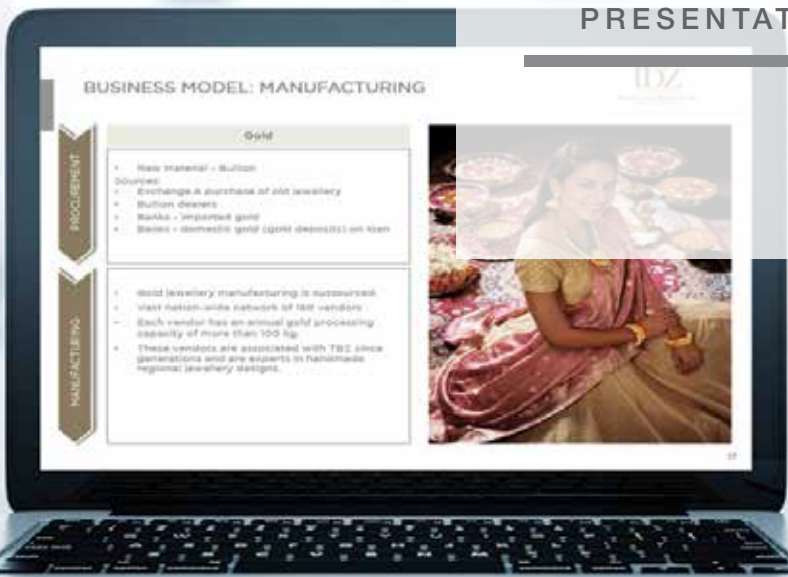 PRESENTAT
BUSINESS MODEL: MANUFACTURING
TBZ
PROCUREMENT
Gold
• Raw material - Bullion
Sources:
• Exchange & purchase of old jewellery
• Bullion dealers
• Banks - imported gold
• Banks - domestic gold (gold deposits) on loan
MANUFACTURING
• Gold jewellery manufacturing is outsourced
• Vast nation-wide network of 150 vendors
• Each vendor has an annual gold processing
capacity of more than 100 kg.
• These vendors are associated with TBZ since
generations and are experts in handmade
regional jewellery designs.